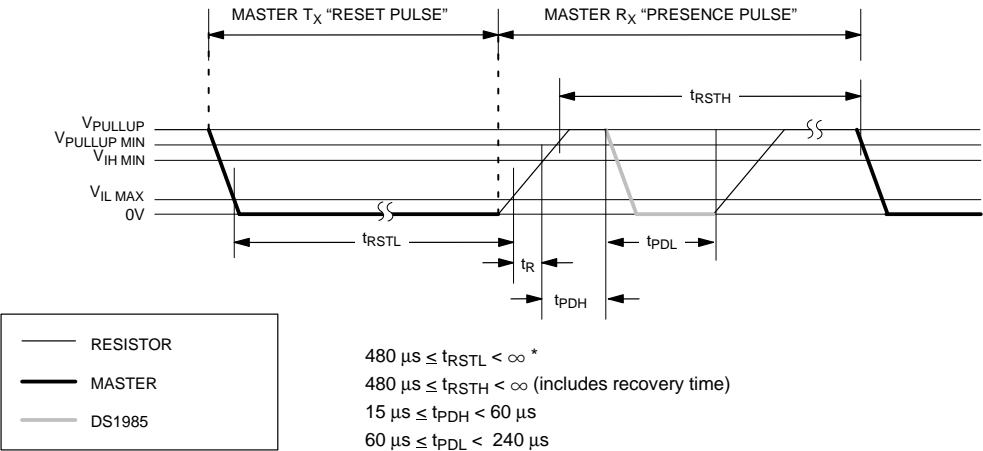 MASTER TX “RESET PULSE”
MASTER RX “PRESENCE PULSE”
tRSTH
VPULLUP
VPULLUP MIN
VIH MIN
VIL MAX
0V
tRSTL
tPDL
tR
tPDH
RESISTOR
MASTER
DS1985
480 µs ≤ tRSTL < ∞ *
480 µs ≤ tRSTH < ∞ (includes recovery time)
15 µs ≤ tPDH < 60 µs
60 µs ≤ tPDL < 240 µs